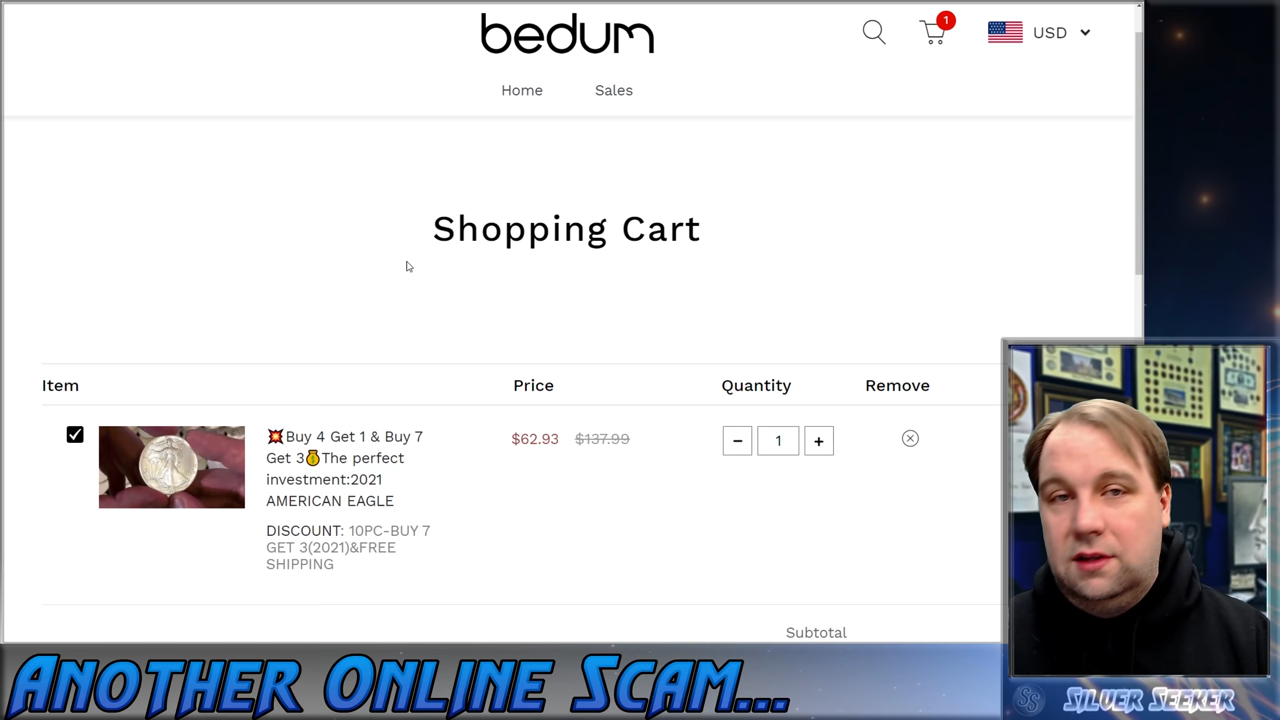 bedum
1
USD
Home
Sales
Shopping Cart
Item
Price
Quantity
Remove
💥Buy 4 Get 1 & Buy 7
Get 3💰The perfect
investment:2021
AMERICAN EAGLE
$62.93
$137.99
−
1
+
DISCOUNT: 10PC-BUY 7
GET 3(2021)&FREE
SHIPPING
Subtotal
ANOTHER ONLINE SCAM...
SS
SILVER SEEKER